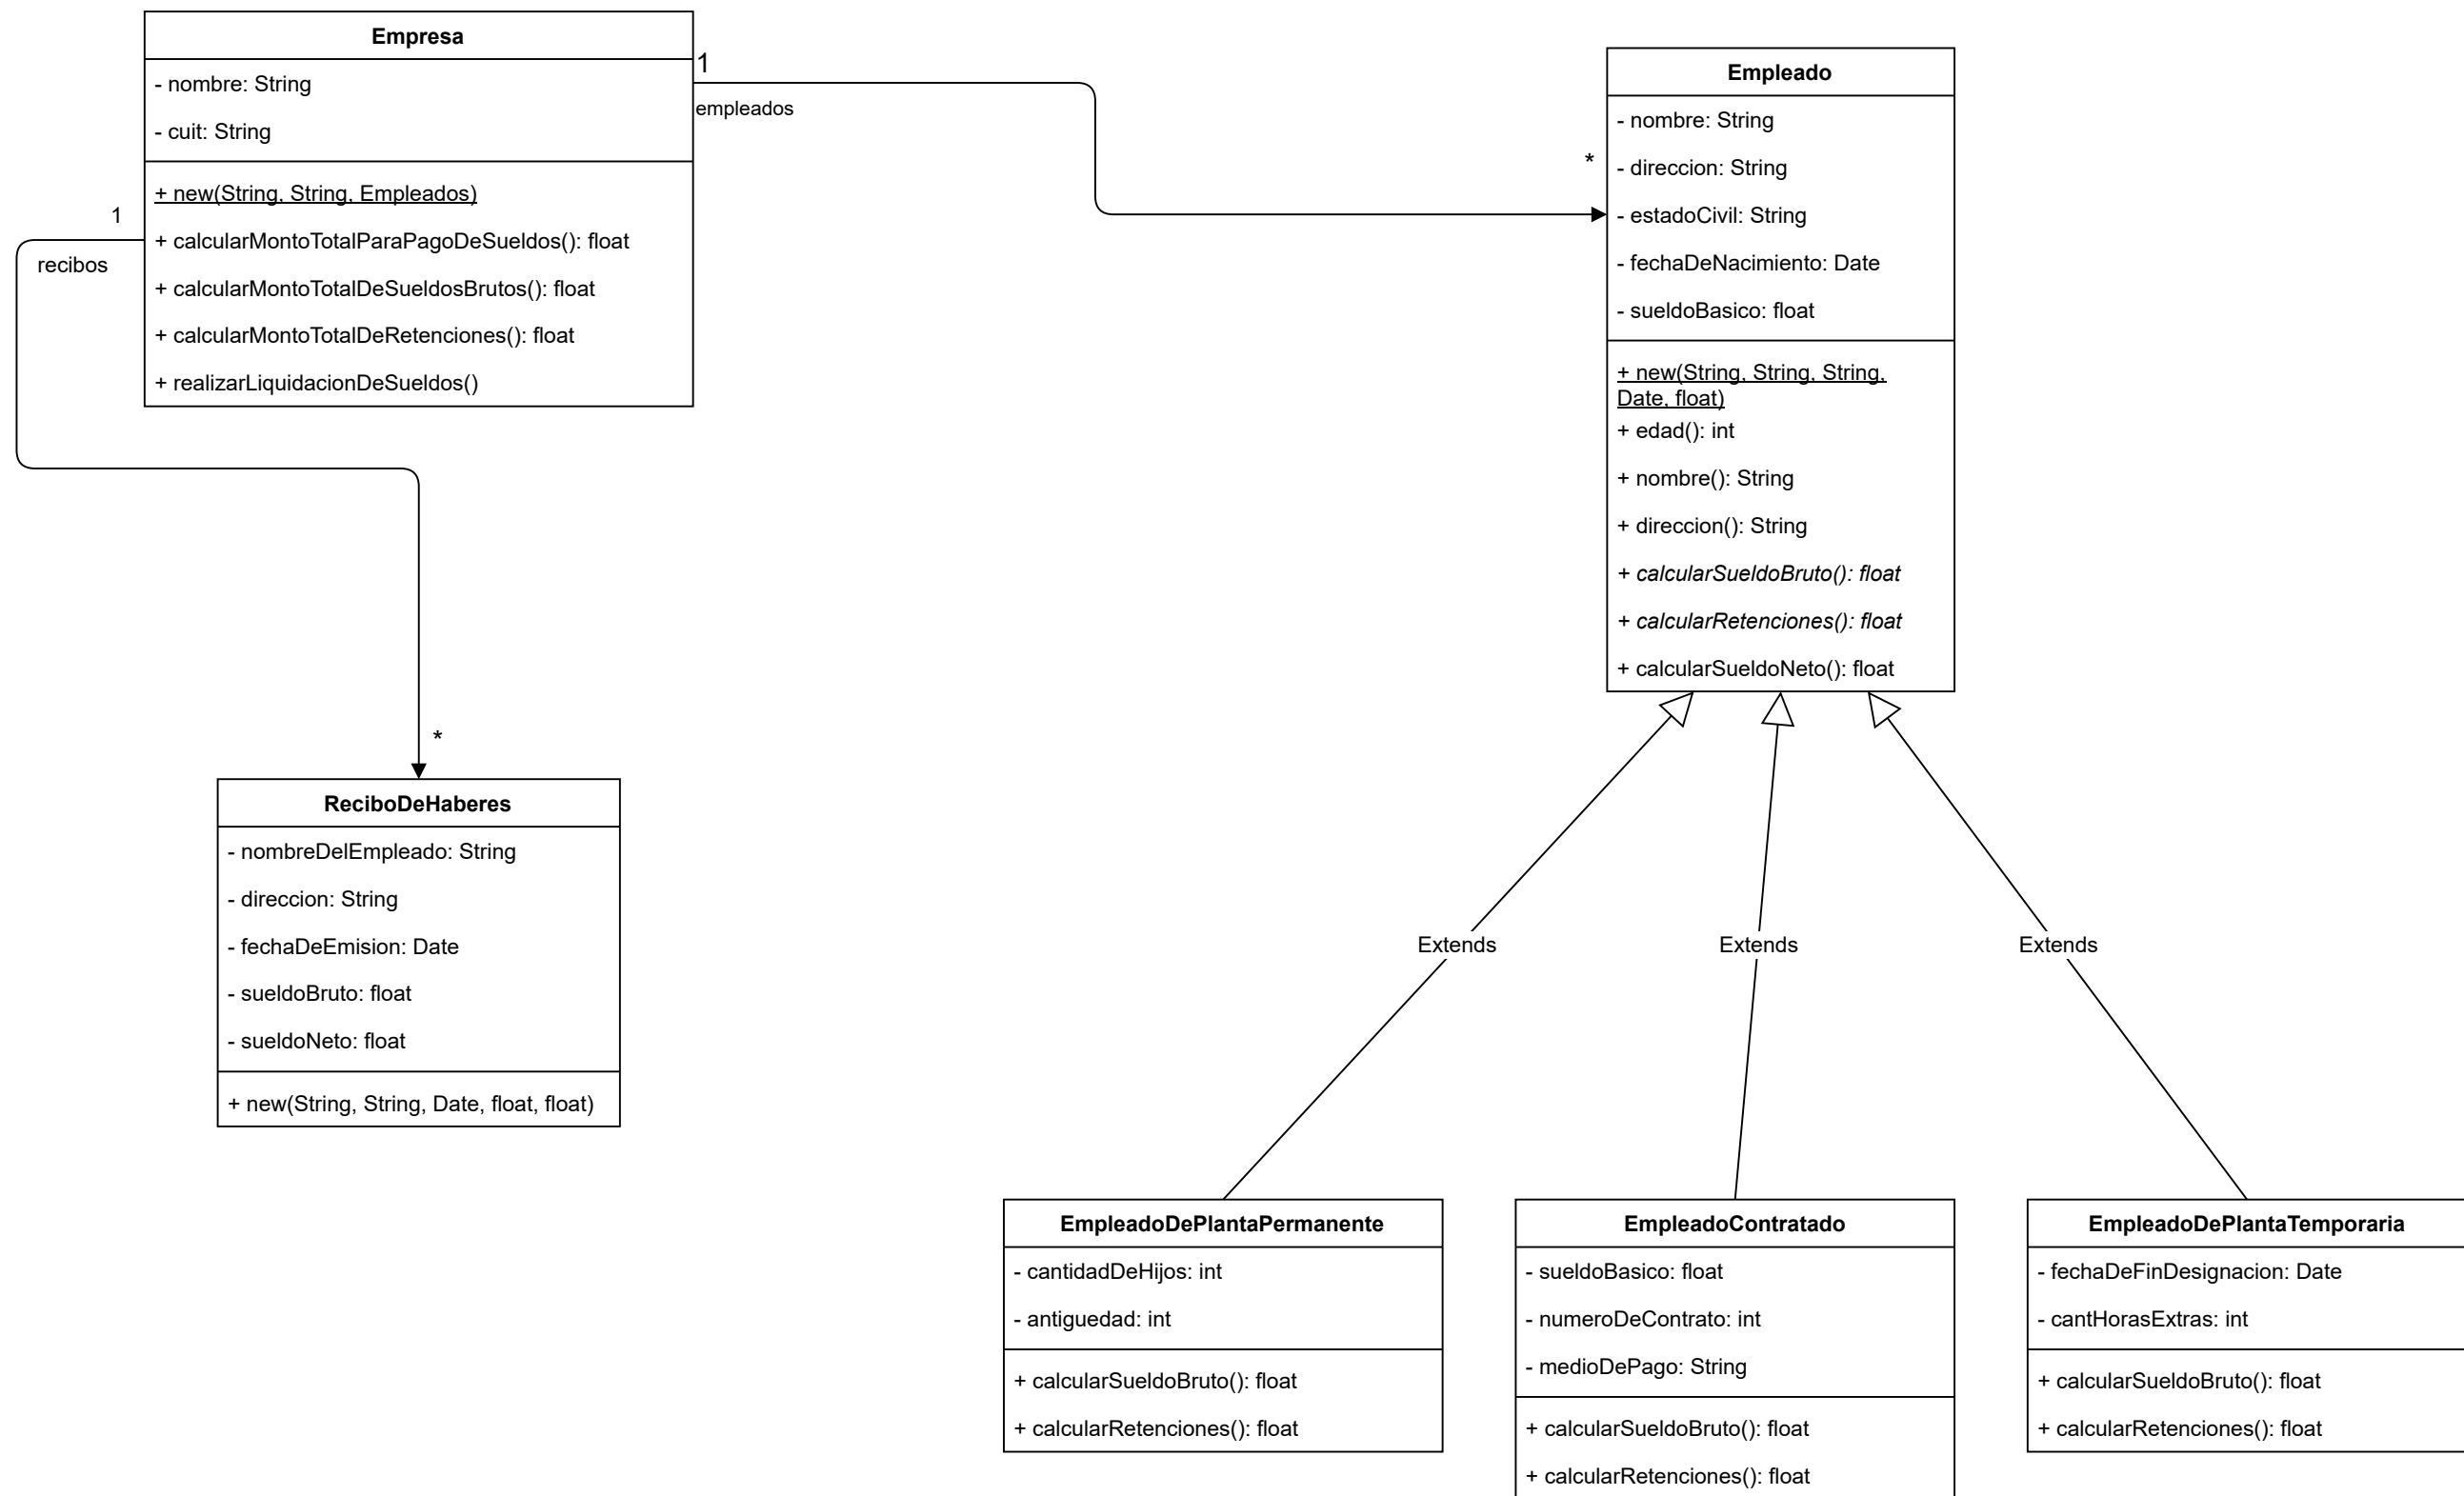 Empresa
- nombre: String
- cuit: String
+ new(String, String, Empleados)
+ calcularMontoTotalParaPagoDeSueldos(): float
+ calcularMontoTotalDeSueldosBrutos(): float
+ calcularMontoTotalDeRetenciones(): float
+ realizarLiquidacionDeSueldos()
1
empleados
*
1
recibos
*
Empleado
- nombre: String
- direccion: String
- estadoCivil: String
- fechaDeNacimiento: Date
- sueldoBasico: float
+ new(String, String, String,
Date, float)
+ edad(): int
+ nombre(): String
+ direccion(): String
+ calcularSueldoBruto(): float
+ calcularRetenciones(): float
+ calcularSueldoNeto(): float
ReciboDeHaberes
- nombreDelEmpleado: String
- direccion: String
- fechaDeEmision: Date
- sueldoBruto: float
- sueldoNeto: float
+ new(String, String, Date, float, float)
Extends
Extends
Extends
EmpleadoDePlantaPermanente
- cantidadDeHijos: int
- antiguedad: int
+ calcularSueldoBruto(): float
+ calcularRetenciones(): float
EmpleadoContratado
- sueldoBasico: float
- numeroDeContrato: int
- medioDePago: String
+ calcularSueldoBruto(): float
+ calcularRetenciones(): float
EmpleadoDePlantaTemporaria
- fechaDeFinDesignacion: Date
- cantHorasExtras: int
+ calcularSueldoBruto(): float
+ calcularRetenciones(): float